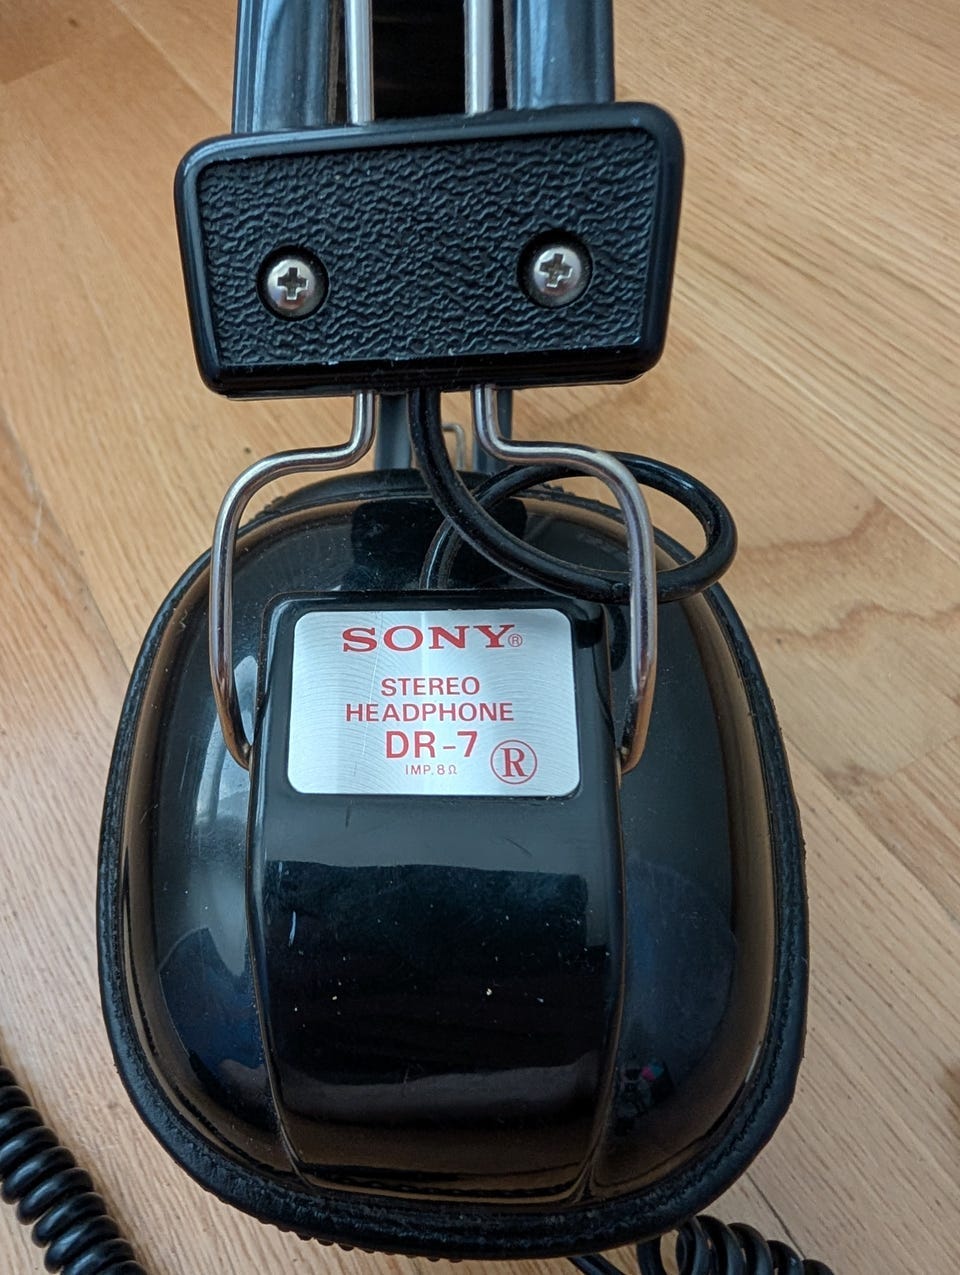 SONY®
STEREO
HEADPHONE
DR-7
IMP. 8Ω R